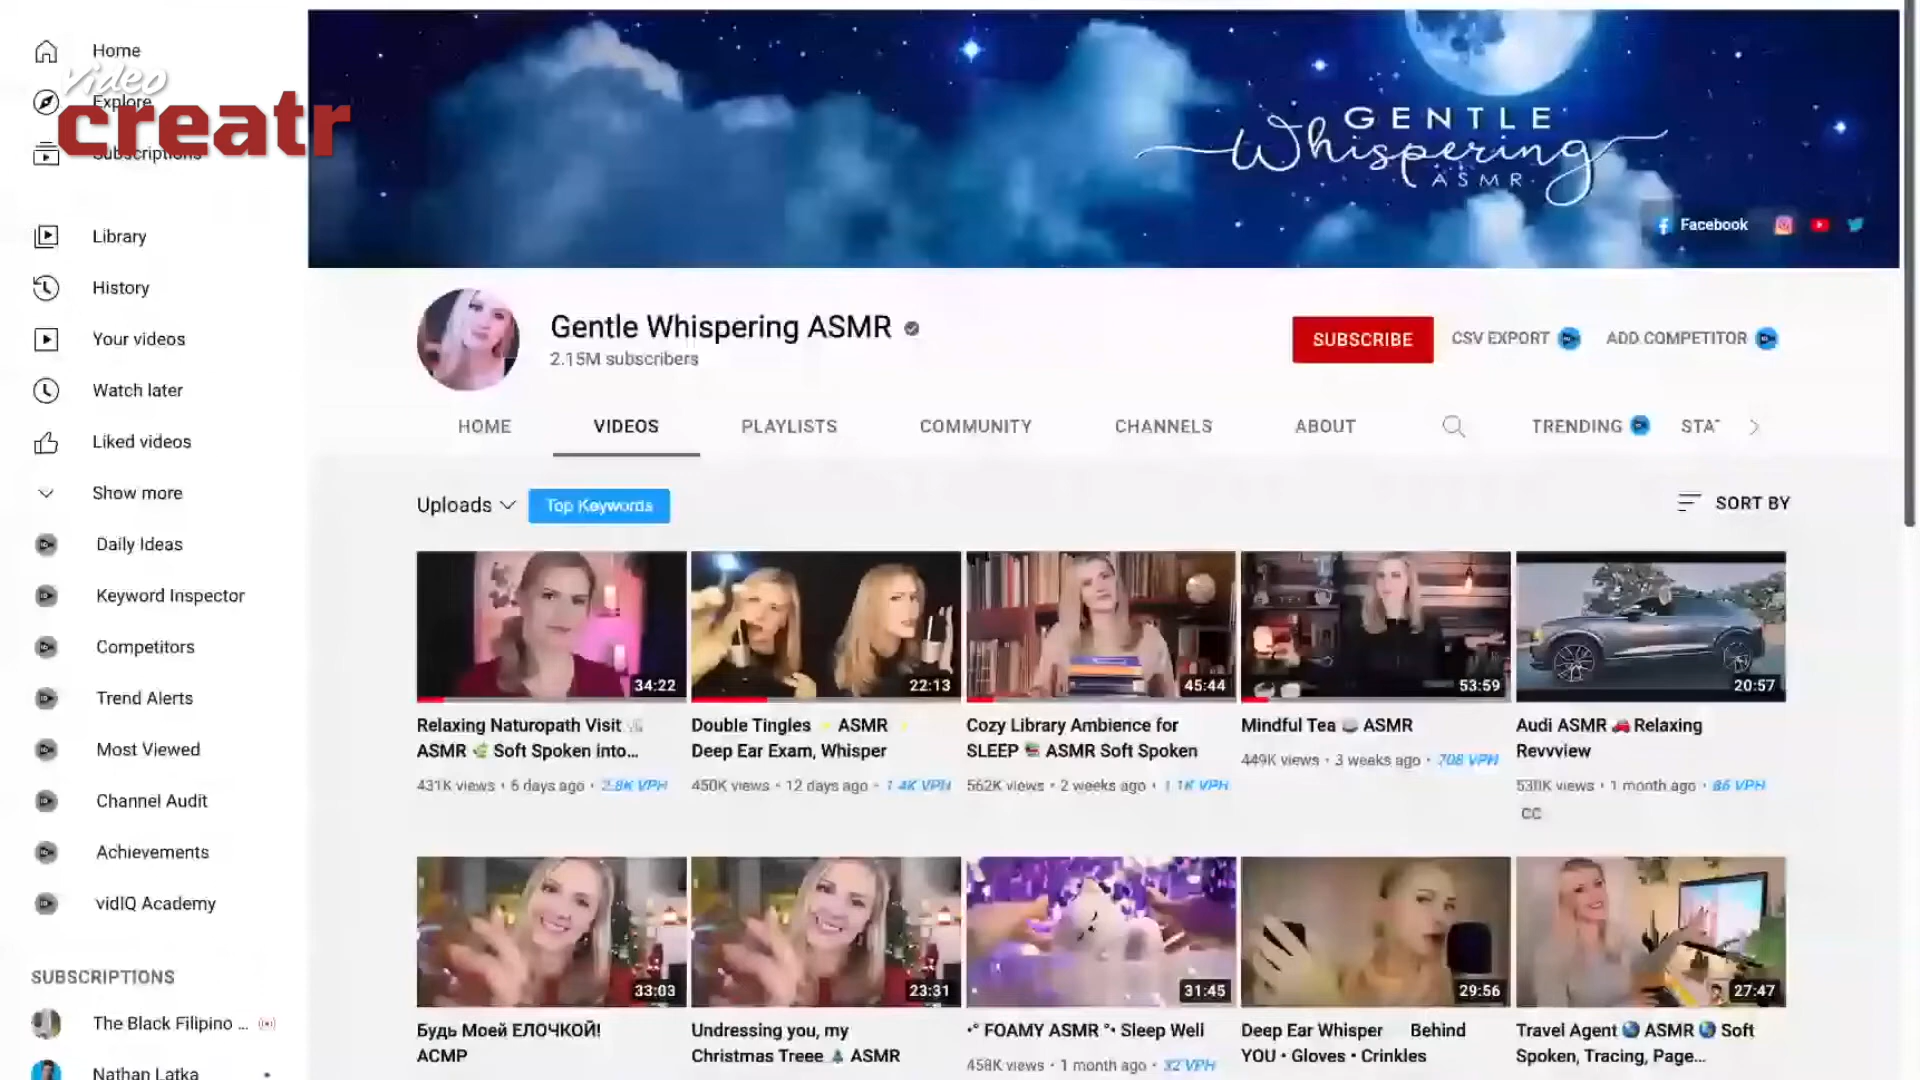 Home
Video
Explore
creatr
Subscriptions
Library
History
Your videos
Watch later
Liked videos
Show more
Daily Ideas
Keyword Inspector
Competitors
Trend Alerts
Most Viewed
Channel Audit
Achievements
vidIQ Academy
SUBSCRIPTIONS
The Black Filipino ...
Nathan Latka
GENTLE
Whispering
ASMR
Facebook
Gentle Whispering ASMR
2.15M subscribers
SUBSCRIBE
CSV EXPORT
ADD COMPETITOR
HOME VIDEOS PLAYLISTS COMMUNITY CHANNELS ABOUT TRENDING STAT
Uploads
Top Keywords
SORT BY
34:22
Relaxing Naturopath Visit
ASMR Soft Spoken into...
431K views • 6 days ago • 2.8K VPH
22:13
Double Tingles ASMR
Deep Ear Exam, Whisper
450K views • 12 days ago • 1.4K VPH
45:44
Cozy Library Ambience for
SLEEP ASMR Soft Spoken
562K views • 2 weeks ago • 1.1K VPH
53:59
Mindful Tea ASMR
449K views • 3 weeks ago • 708 VPH
20:57
Audi ASMR Relaxing
Revvview
530K views • 1 month ago • 86 VPH
CC
33:03
Будь Моей ЕЛОЧКОЙ!
АСМР
23:31
Undressing you, my
Christmas Treee ASMR
31:45
•° FOAMY ASMR °• Sleep Well
458K views • 1 month ago • 32 VPH
29:56
Deep Ear Whisper Behind
YOU • Gloves • Crinkles
27:47
Travel Agent ASMR Soft
Spoken, Tracing, Page...